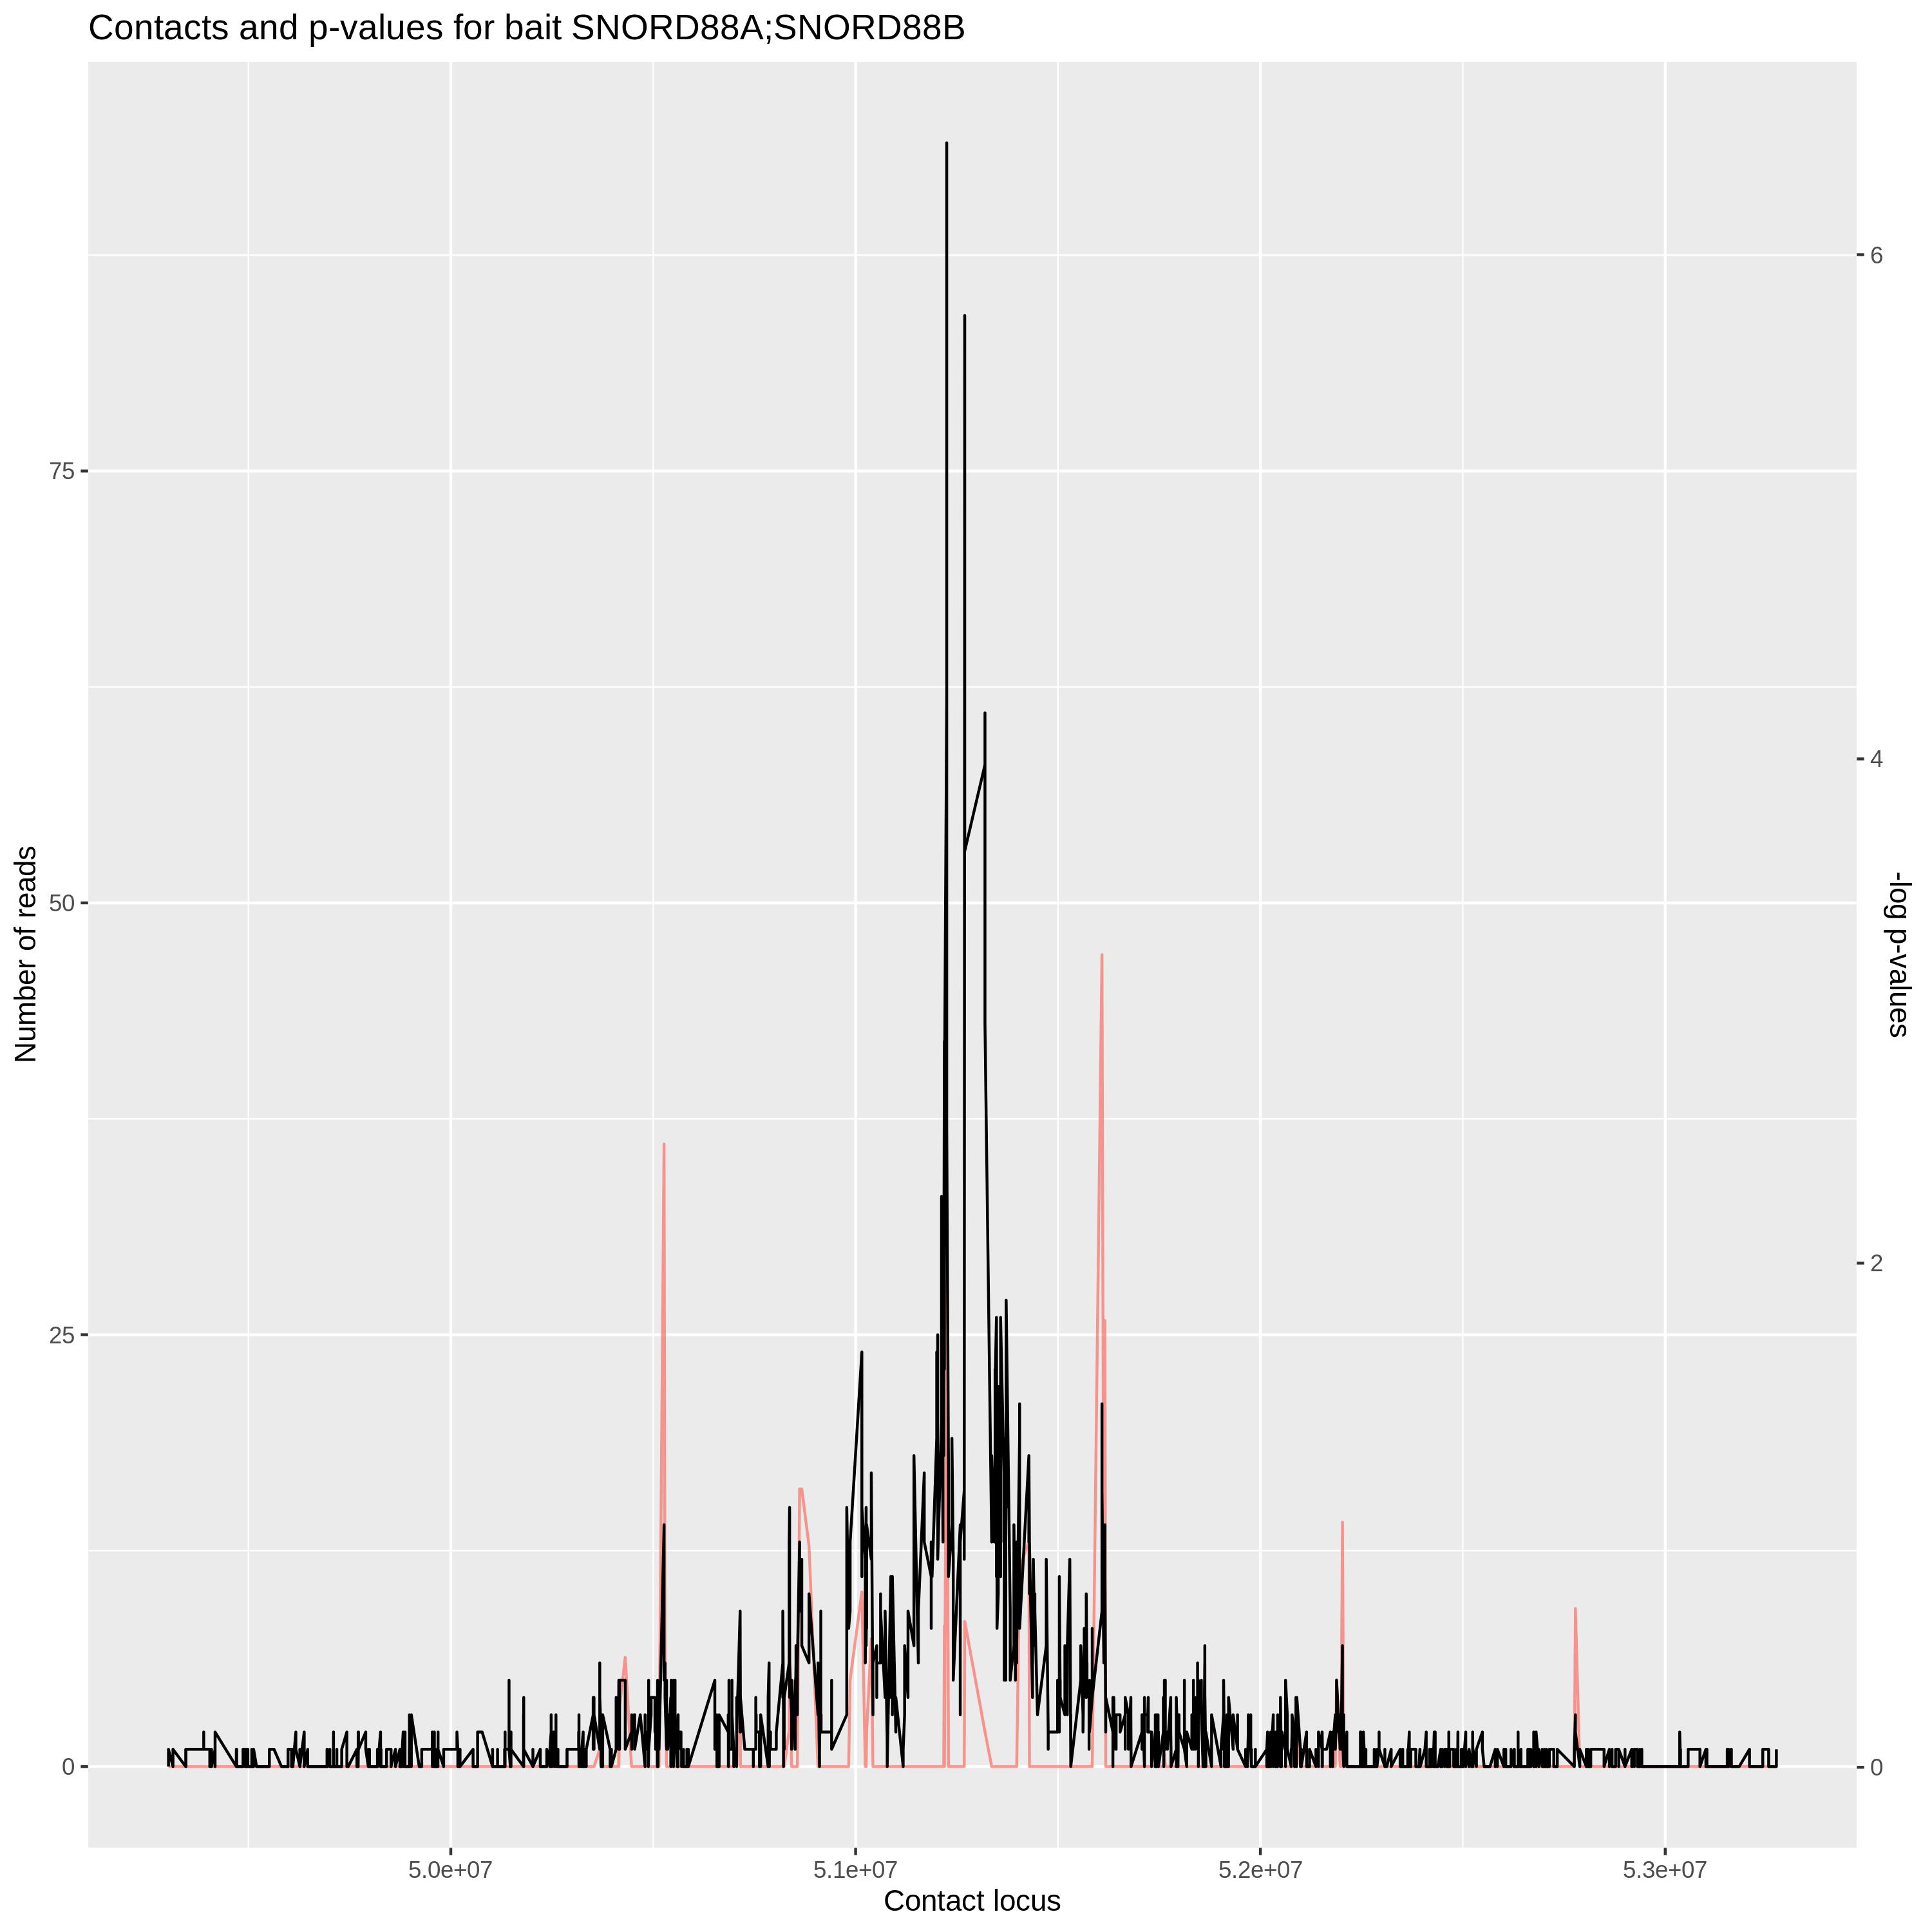 Contacts and p-values for bait SNORD88A;SNORD88B
6
75
4
50
Number of reads
-log p-values
2
25
0
0
5.0e+07
5.1e+07
5.2e+07
5.3e+07
Contact locus